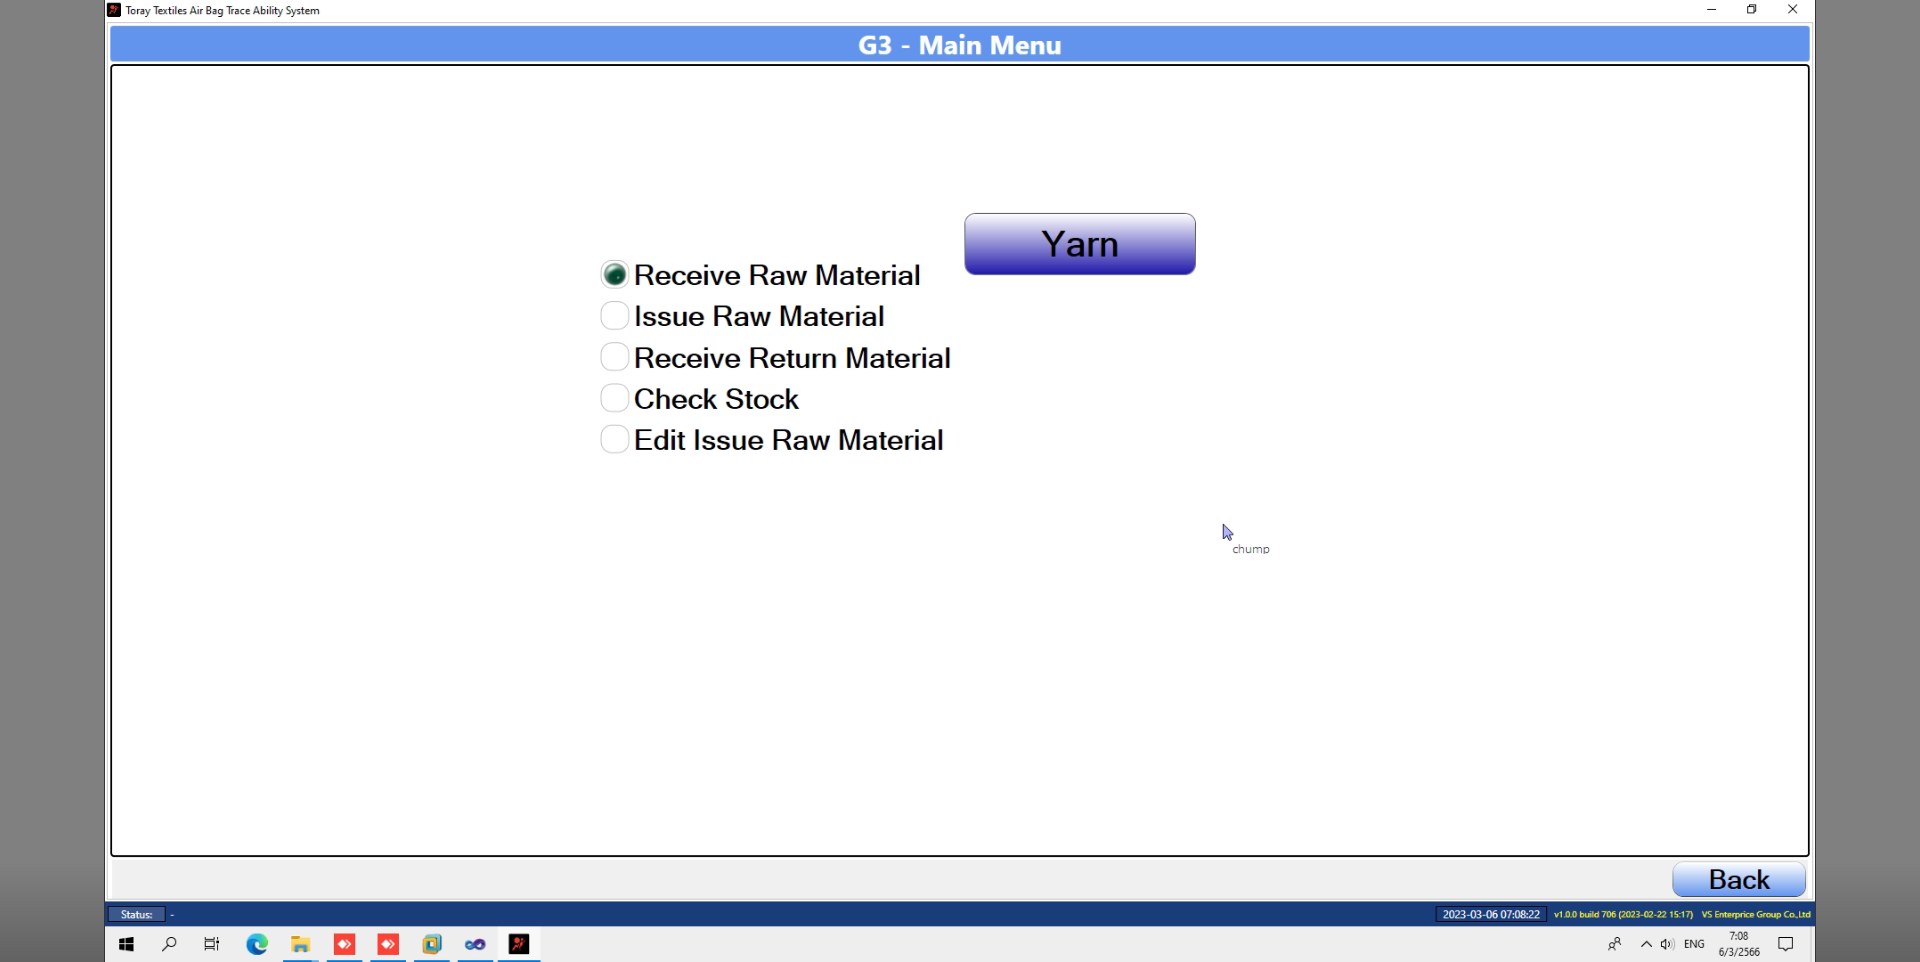 Toray Textiles Air Bag Trace Ability System
G3 - Main Menu
Yarn
Receive Raw Material
Issue Raw Material
Receive Return Material
Check Stock
Edit Issue Raw Material
chump
Back
Status: -
2023-03-06 07:08:22 v1.0.0 build 706 (2023-02-22 15:17) VS Enterprice Group Co.,Ltd
ENG
7:08
6/3/2566